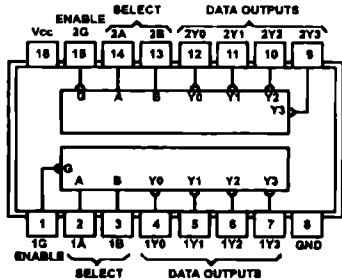 ENABLE SELECT DATA OUTPUTS
Vcc 2G 2A 2B 2Y0 2Y1 2Y2 2Y3
16 15 14 13 12 11 10 9
G A B Y0 Y1 Y2
Y3
G
A B Y0 Y1 Y2 Y3
1 2 3 4 5 6 7 8
1G 1A 1B 1Y0 1Y1 1Y2 1Y3 GND
ENABLE
SELECT DATA OUTPUTS